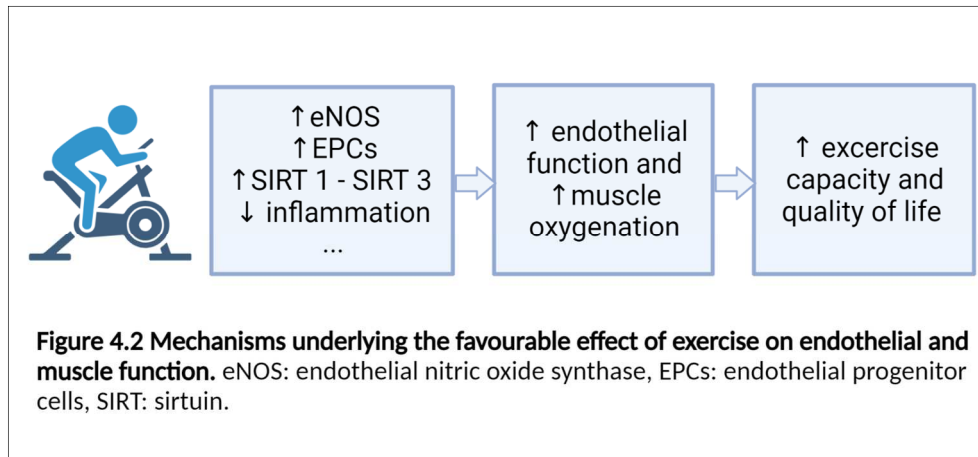 ↑ eNOS
↑ EPCs
↑ SIRT 1 - SIRT 3
↓ inflammation
...
↑ endothelial
function and
↑ muscle
oxygenation
↑ excercise
capacity and
quality of life
Figure 4.2 Mechanisms underlying the favourable effect of exercise on endothelial and
muscle function. eNOS: endothelial nitric oxide synthase, EPCs: endothelial progenitor
cells, SIRT: sirtuin.